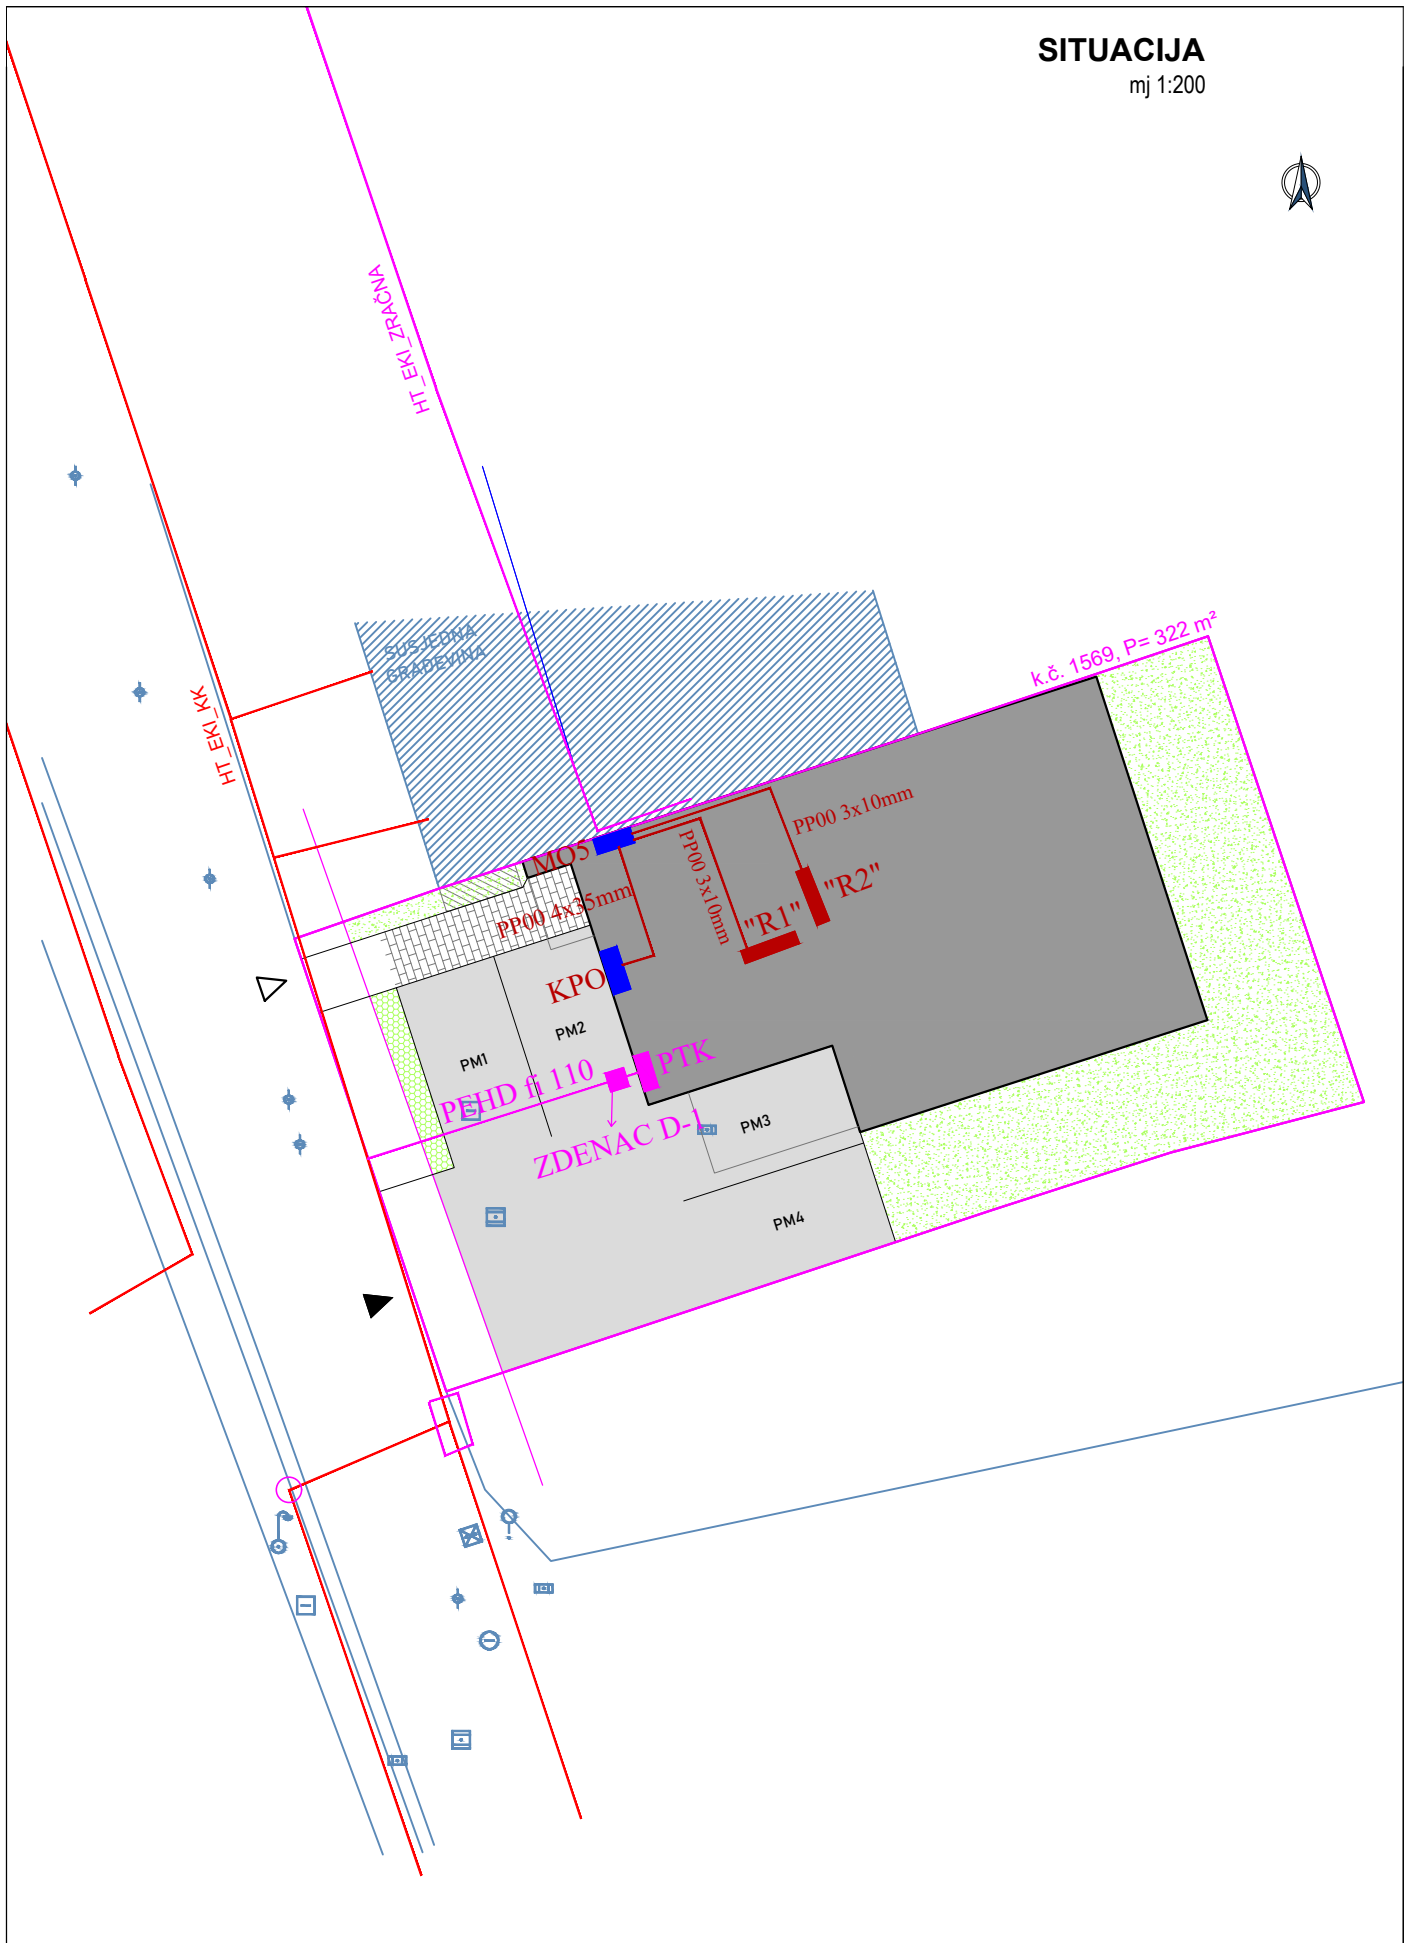 SITUACIJA
mj 1:200
HT_EKI_ZRAČNA
SUSJEDNA
GRAĐEVINA
k.č. 1569, P= 322 m²
HT_EKI_KK
PP00 3x10mm
MO5
PP00 3x10mm
"R2"
"R1"
PP00 4x35mm
KPO
PM2
PM1
PTK
PEHD fi 110
PM3
ZDENAC D-1
PM4